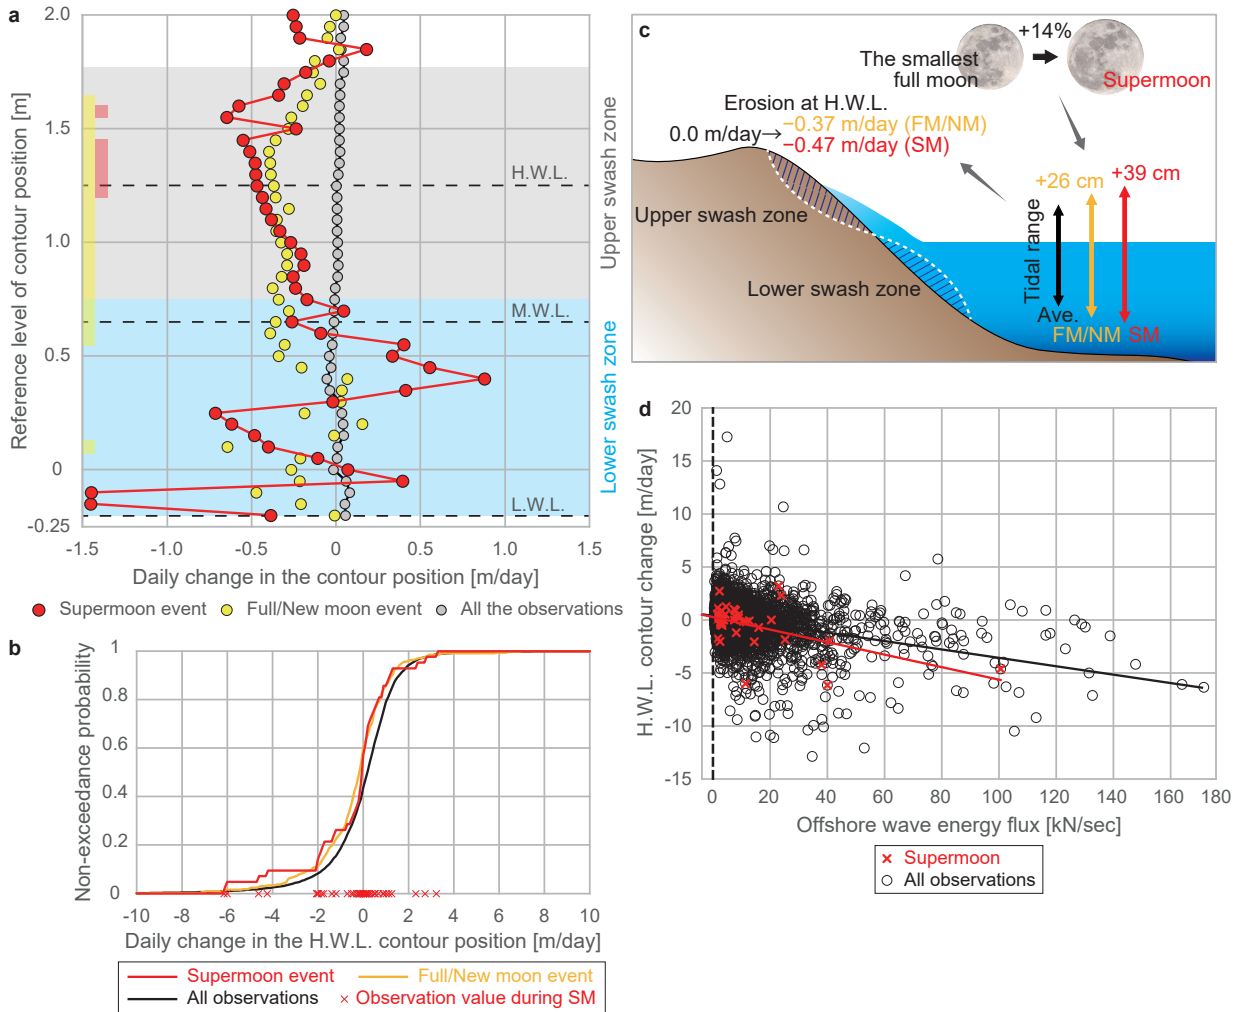 a
2.0
1.5
1.0
0.5
0
-0.25
Reference level of contour position [m]
H.W.L.
M.W.L.
L.W.L.
Upper swash zone
Lower swash zone
-1.5
-1
-0.5
0
0.5
1
1.5
Daily change in the contour position [m/day]
Supermoon event
Full/New moon event
All the observations
b
1
0.8
0.6
0.4
0.2
0
Non-exceedance probability
-10
-8
-6
-4
-2
0
2
4
6
8
10
Daily change in the H.W.L. contour position [m/day]
Supermoon event
Full/New moon event
All observations
Observation value during SM
c
+14%
The smallest
full moon
Supermoon
Erosion at H.W.L.
0.0 m/day→
−0.37 m/day (FM/NM)
−0.47 m/day (SM)
+26 cm
+39 cm
Upper swash zone
Lower swash zone
Tidal range
Ave.
FM/NM
SM
d
20
15
10
5
0
-5
-10
-15
H.W.L. contour change [m/day]
0
20
40
60
80
100
120
140
160
180
Offshore wave energy flux [kN/sec]
Supermoon
All observations